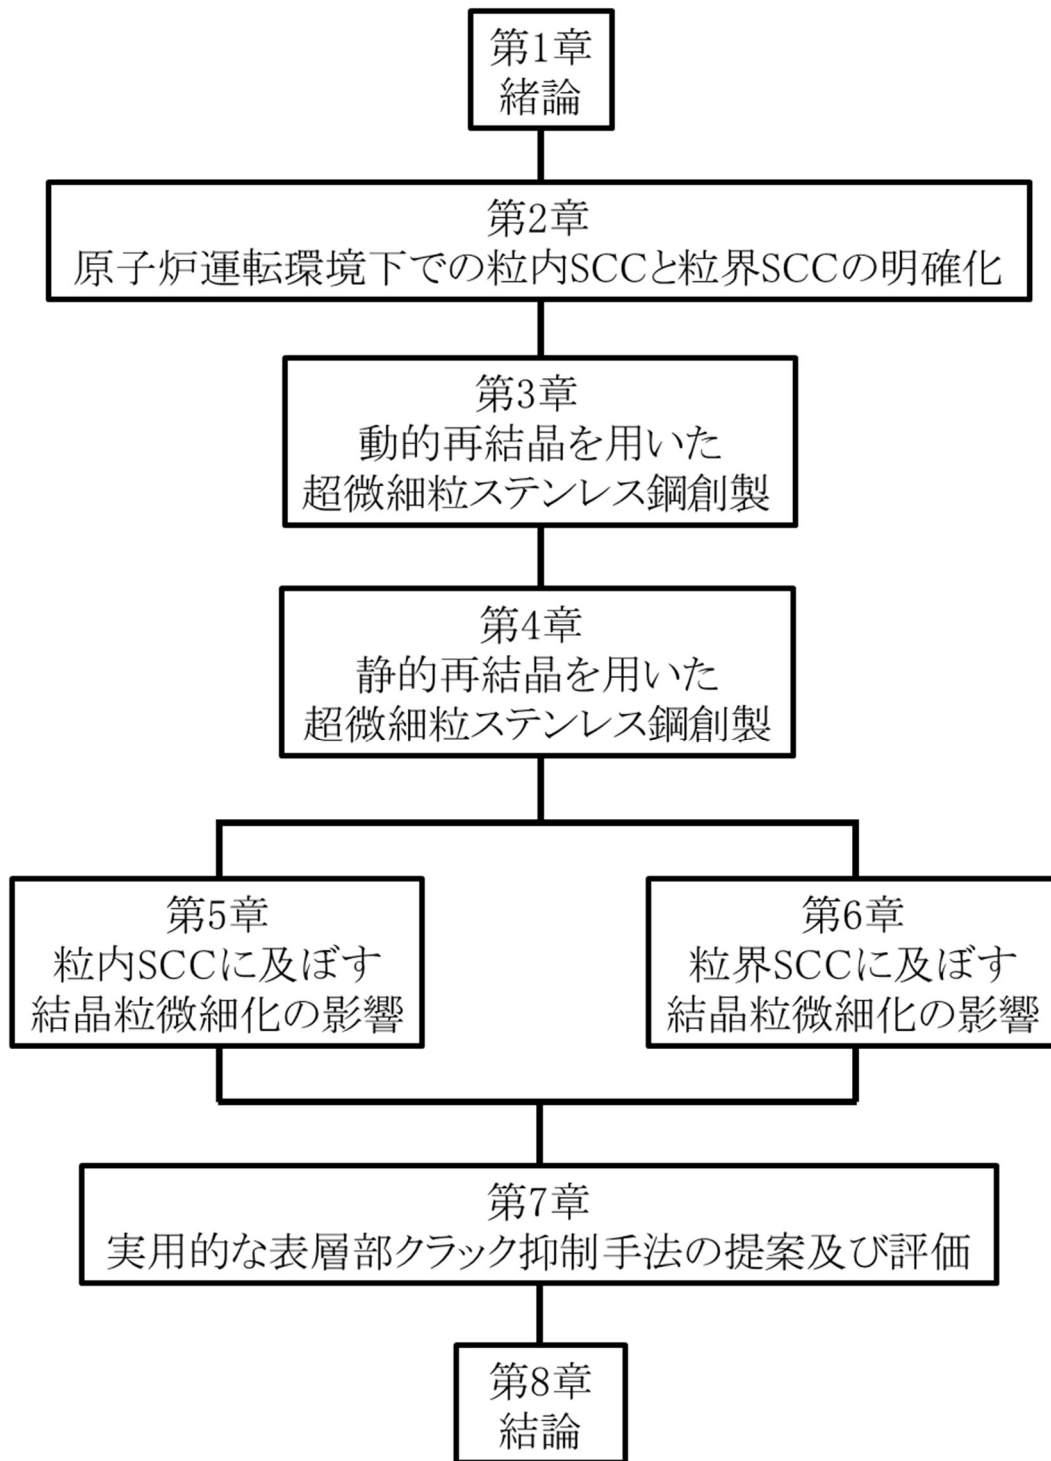 第1章
緒論
第2章
原子炉運転環境下での粒内SCCと粒界SCCの明確化
第3章
動的再結晶を用いた
超微細粒ステンレス鋼創製
第4章
静的再結晶を用いた
超微細粒ステンレス鋼創製
第5章
粒内SCCに及ぼす
結晶粒微細化の影響
第6章
粒界SCCに及ぼす
結晶粒微細化の影響
第7章
実用的な表層部クラック抑制手法の提案及び評価
第8章
結論